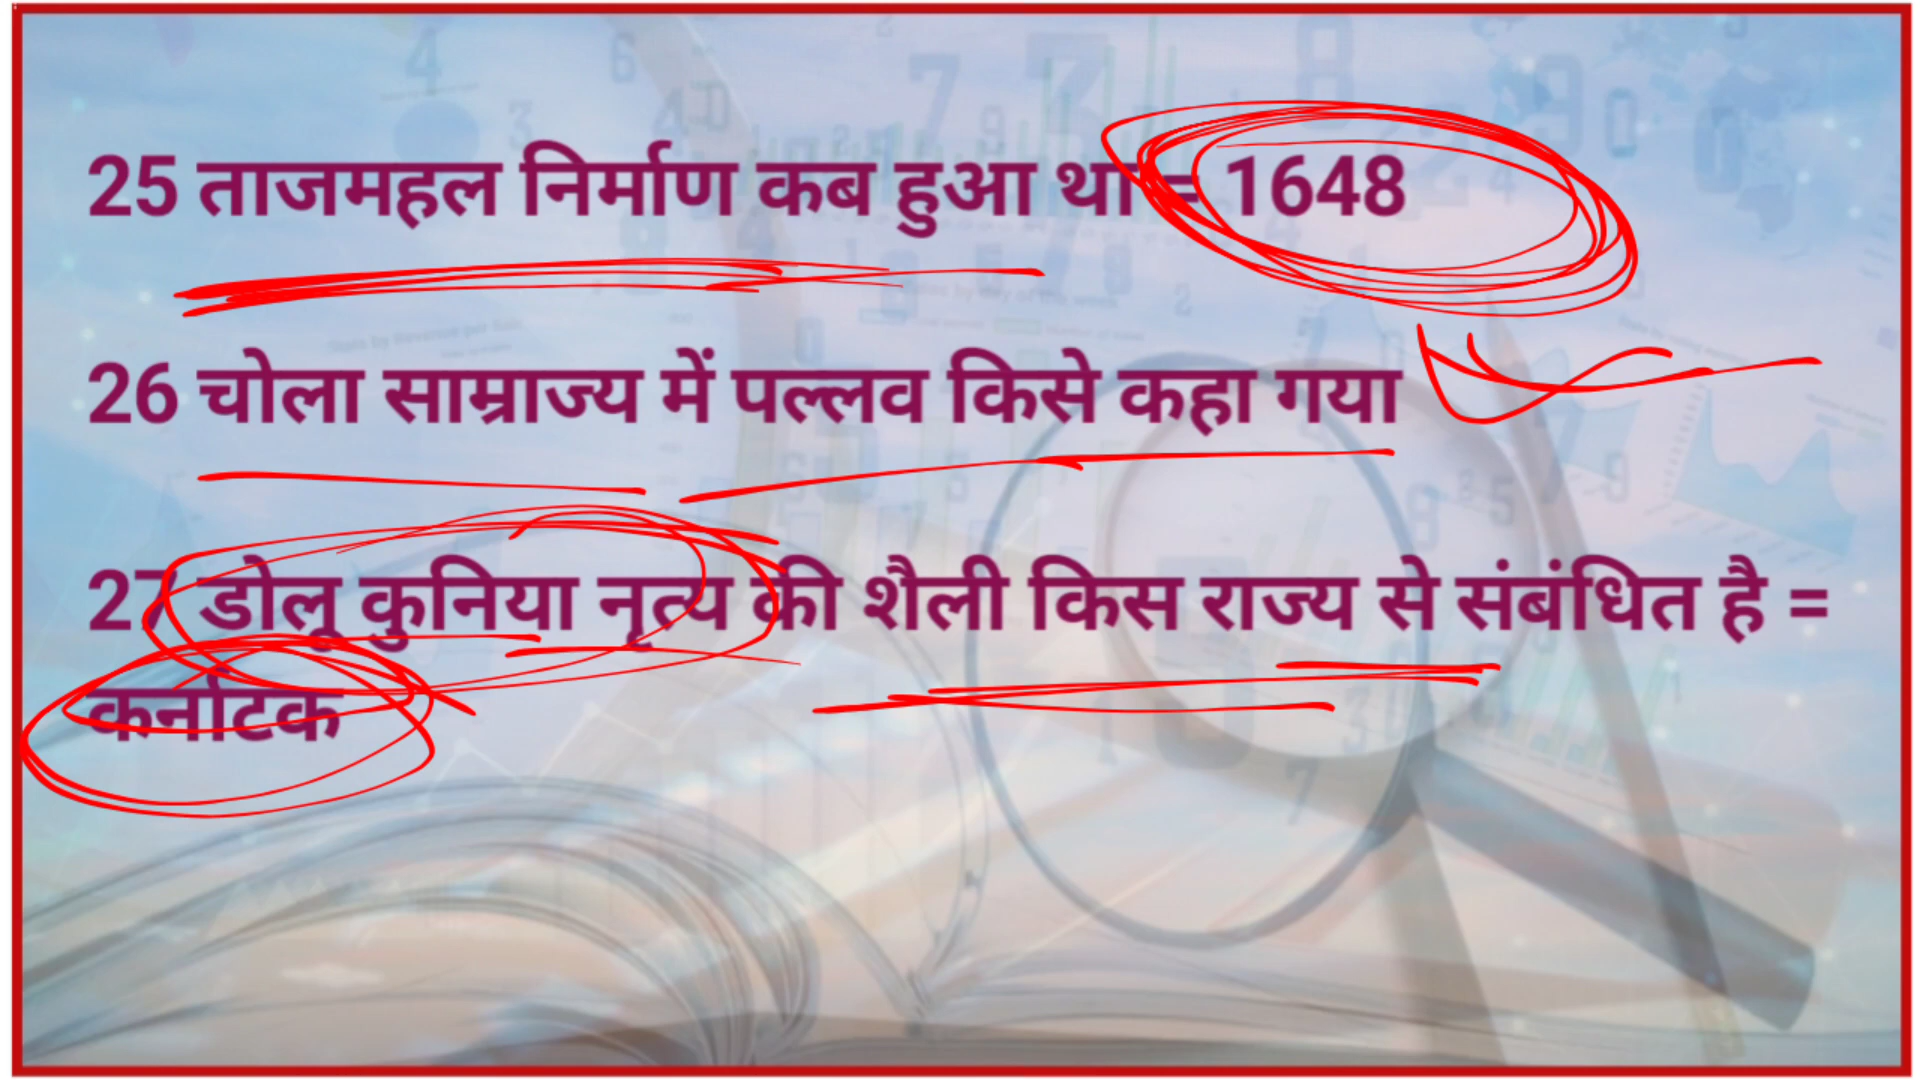 25 ताजमहल निर्माण कब हुआ था = 1648
26 चोला साम्राज्य में पल्लव किसे कहा गया
27 डोलू कुनिया नृत्य की शैली किस राज्य से संबंधित है =
कर्नाटक